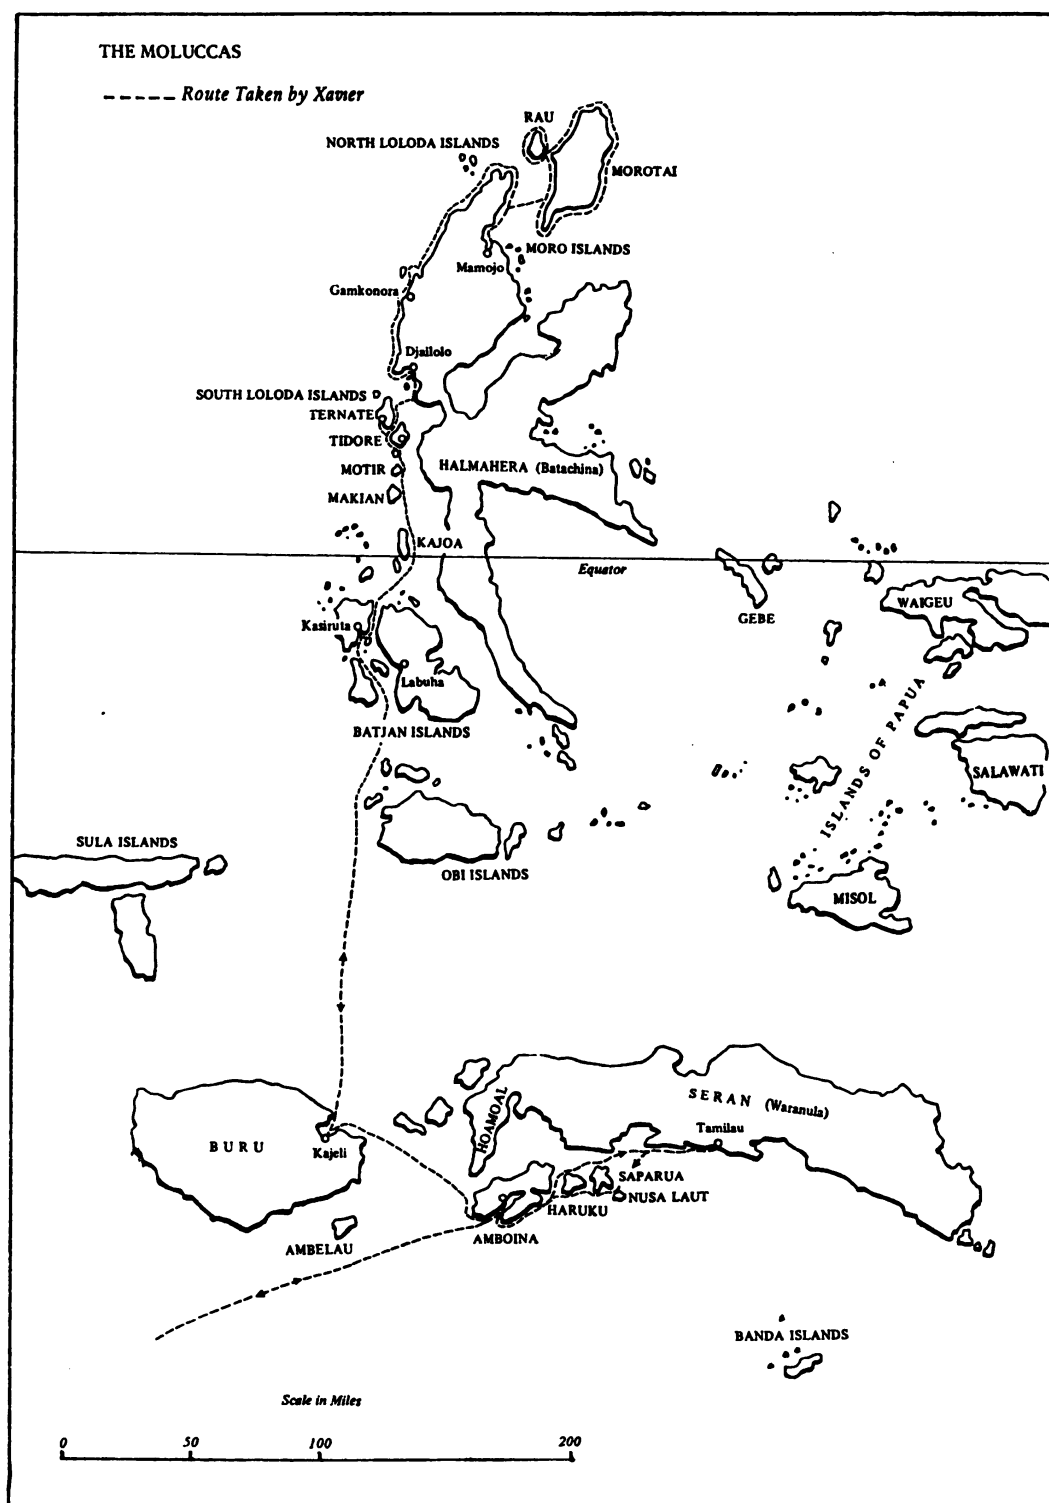 THE MOLUCCAS
Route Taken by Xavier
RAU
NORTH LOLODA ISLANDS
MOROTAI
MORO ISLANDS
Mamojo
Gamkonora
Djailolo
SOUTH LOLODA ISLANDS
TERNATE
TIDORE
MOTIR
HALMAHERA (Batachina)
MAKIAN
KAJOA
Equator
GEBE
WAIGEU
Kasiruta
Labuha
BATJAN ISLANDS
ISLANDS OF PAPUA
SALAWATI
SULA ISLANDS
OBI ISLANDS
MISOL
HOAMOAL
SERAN (Waranula)
Tamilau
BURU
Kajeli
SAPARUA
NUSA LAUT
HARUKU
AMBOINA
AMBELAU
BANDA ISLANDS
Scale in Miles
0 50 100 200